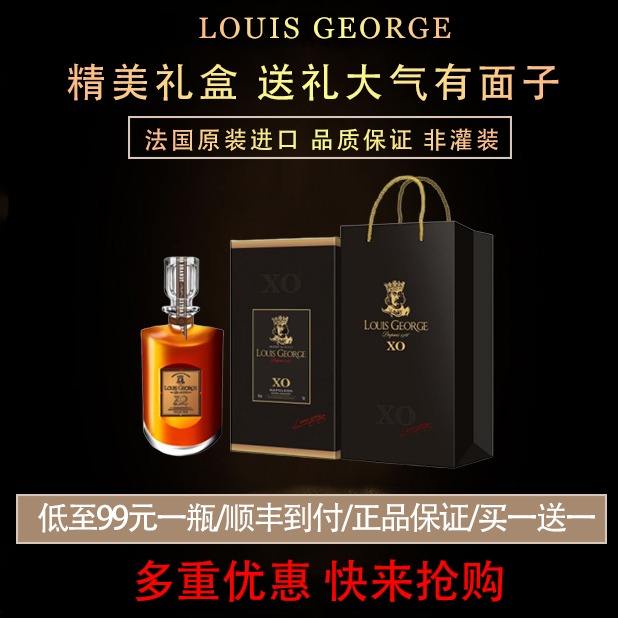 LOUIS GEORGE
精美礼盒 送礼大气有面子
法国原装进口 品质保证 非灌装
XO
LOUIS GEORGE
XO
NAPOLEON
LOUIS GEORGE
XO
XO
LOUIS GEORGE
XO
低至99元一瓶/顺丰到付/正品保证/买一送一
多重优惠 快来抢购